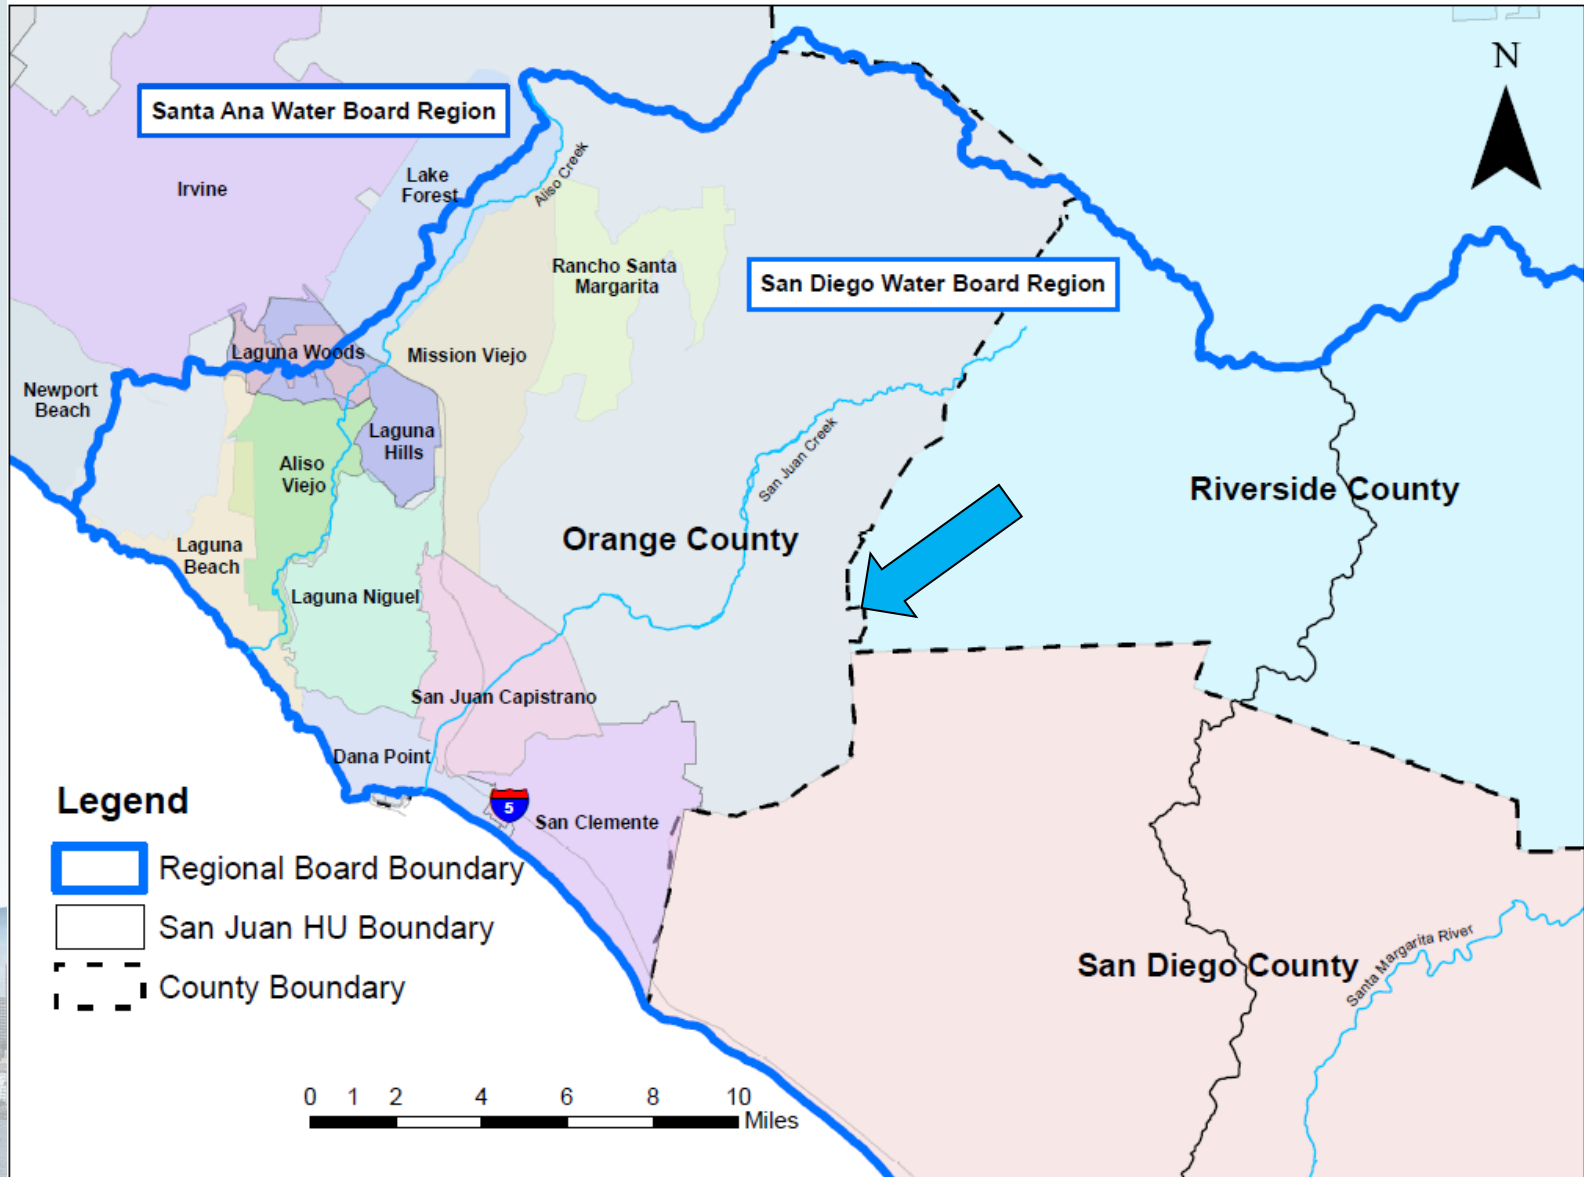 N
Santa Ana Water Board Region
Irvine
Lake
Forest
Aliso Creek
Rancho Santa
Margarita
San Diego Water Board Region
Laguna Woods
Mission Viejo
Newport
Beach
Laguna
Hills
San Juan Creek
Aliso
Viejo
Riverside County
Orange County
Laguna
Beach
Laguna Niguel
San Juan Capistrano
Dana Point
5
San Clemente
San Diego County
Santa Margarita River
Legend
Regional Board Boundary
San Juan HU Boundary
County Boundary
0 1 2 4 6 8 10
Miles